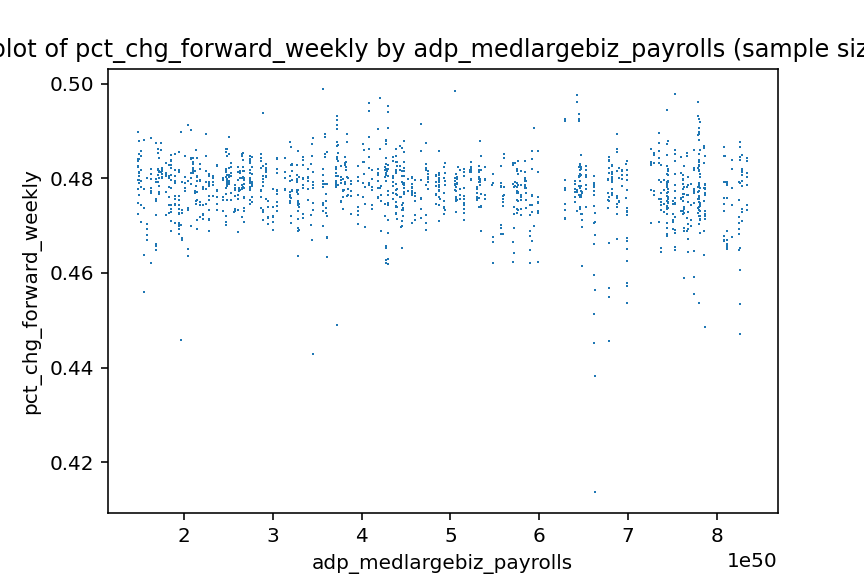 plot of pct_chg_forward_weekly by adp_medlargebiz_payrolls (sample siz
0.50
0.48
0.46
0.44
0.42
pct_chg_forward_weekly
2 3 4 5 6 7 8
1e50
adp_medlargebiz_payrolls